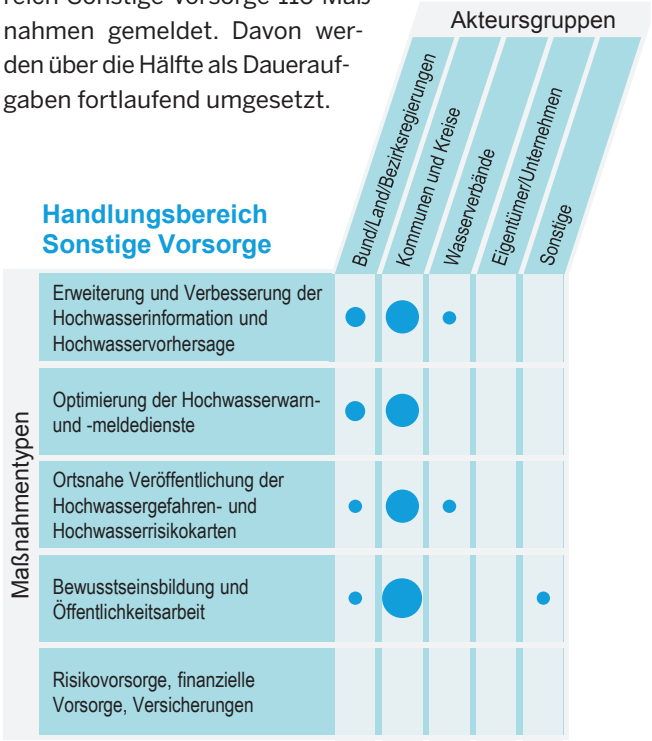 reich Sonstige Vorsorge 118 Maß-
nahmen gemeldet. Davon wer-
den über die Hälfte als Dauerauf-
gaben fortlaufend umgesetzt.
Akteursgruppen
Bund/Land/Bezirksregierungen
Kommunen und Kreise
Wasserverbände
Eigentümer/Unternehmen
Sonstige
Handlungsbereich
Sonstige Vorsorge
Maßnahmentypen
Erweiterung und Verbesserung der
Hochwasserinformation und
Hochwasservorhersage
Optimierung der Hochwasserwarn-
und -meldedienste
Ortsnahe Veröffentlichung der
Hochwassergefahren- und
Hochwasserrisikokarten
Bewusstseinsbildung und
Öffentlichkeitsarbeit
Risikovorsorge, finanzielle
Vorsorge, Versicherungen